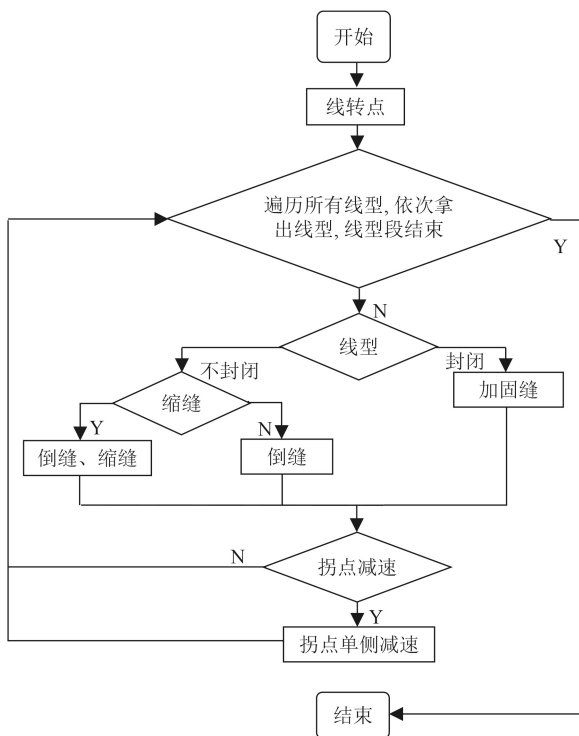 开始
线转点
遍历所有线型, 依次拿
出线型, 线型段结束
Y
N
线型
不封闭
封闭
缩缝
加固缝
Y
N
倒缝、缩缝
倒缝
N
拐点减速
Y
拐点单侧减速
结束